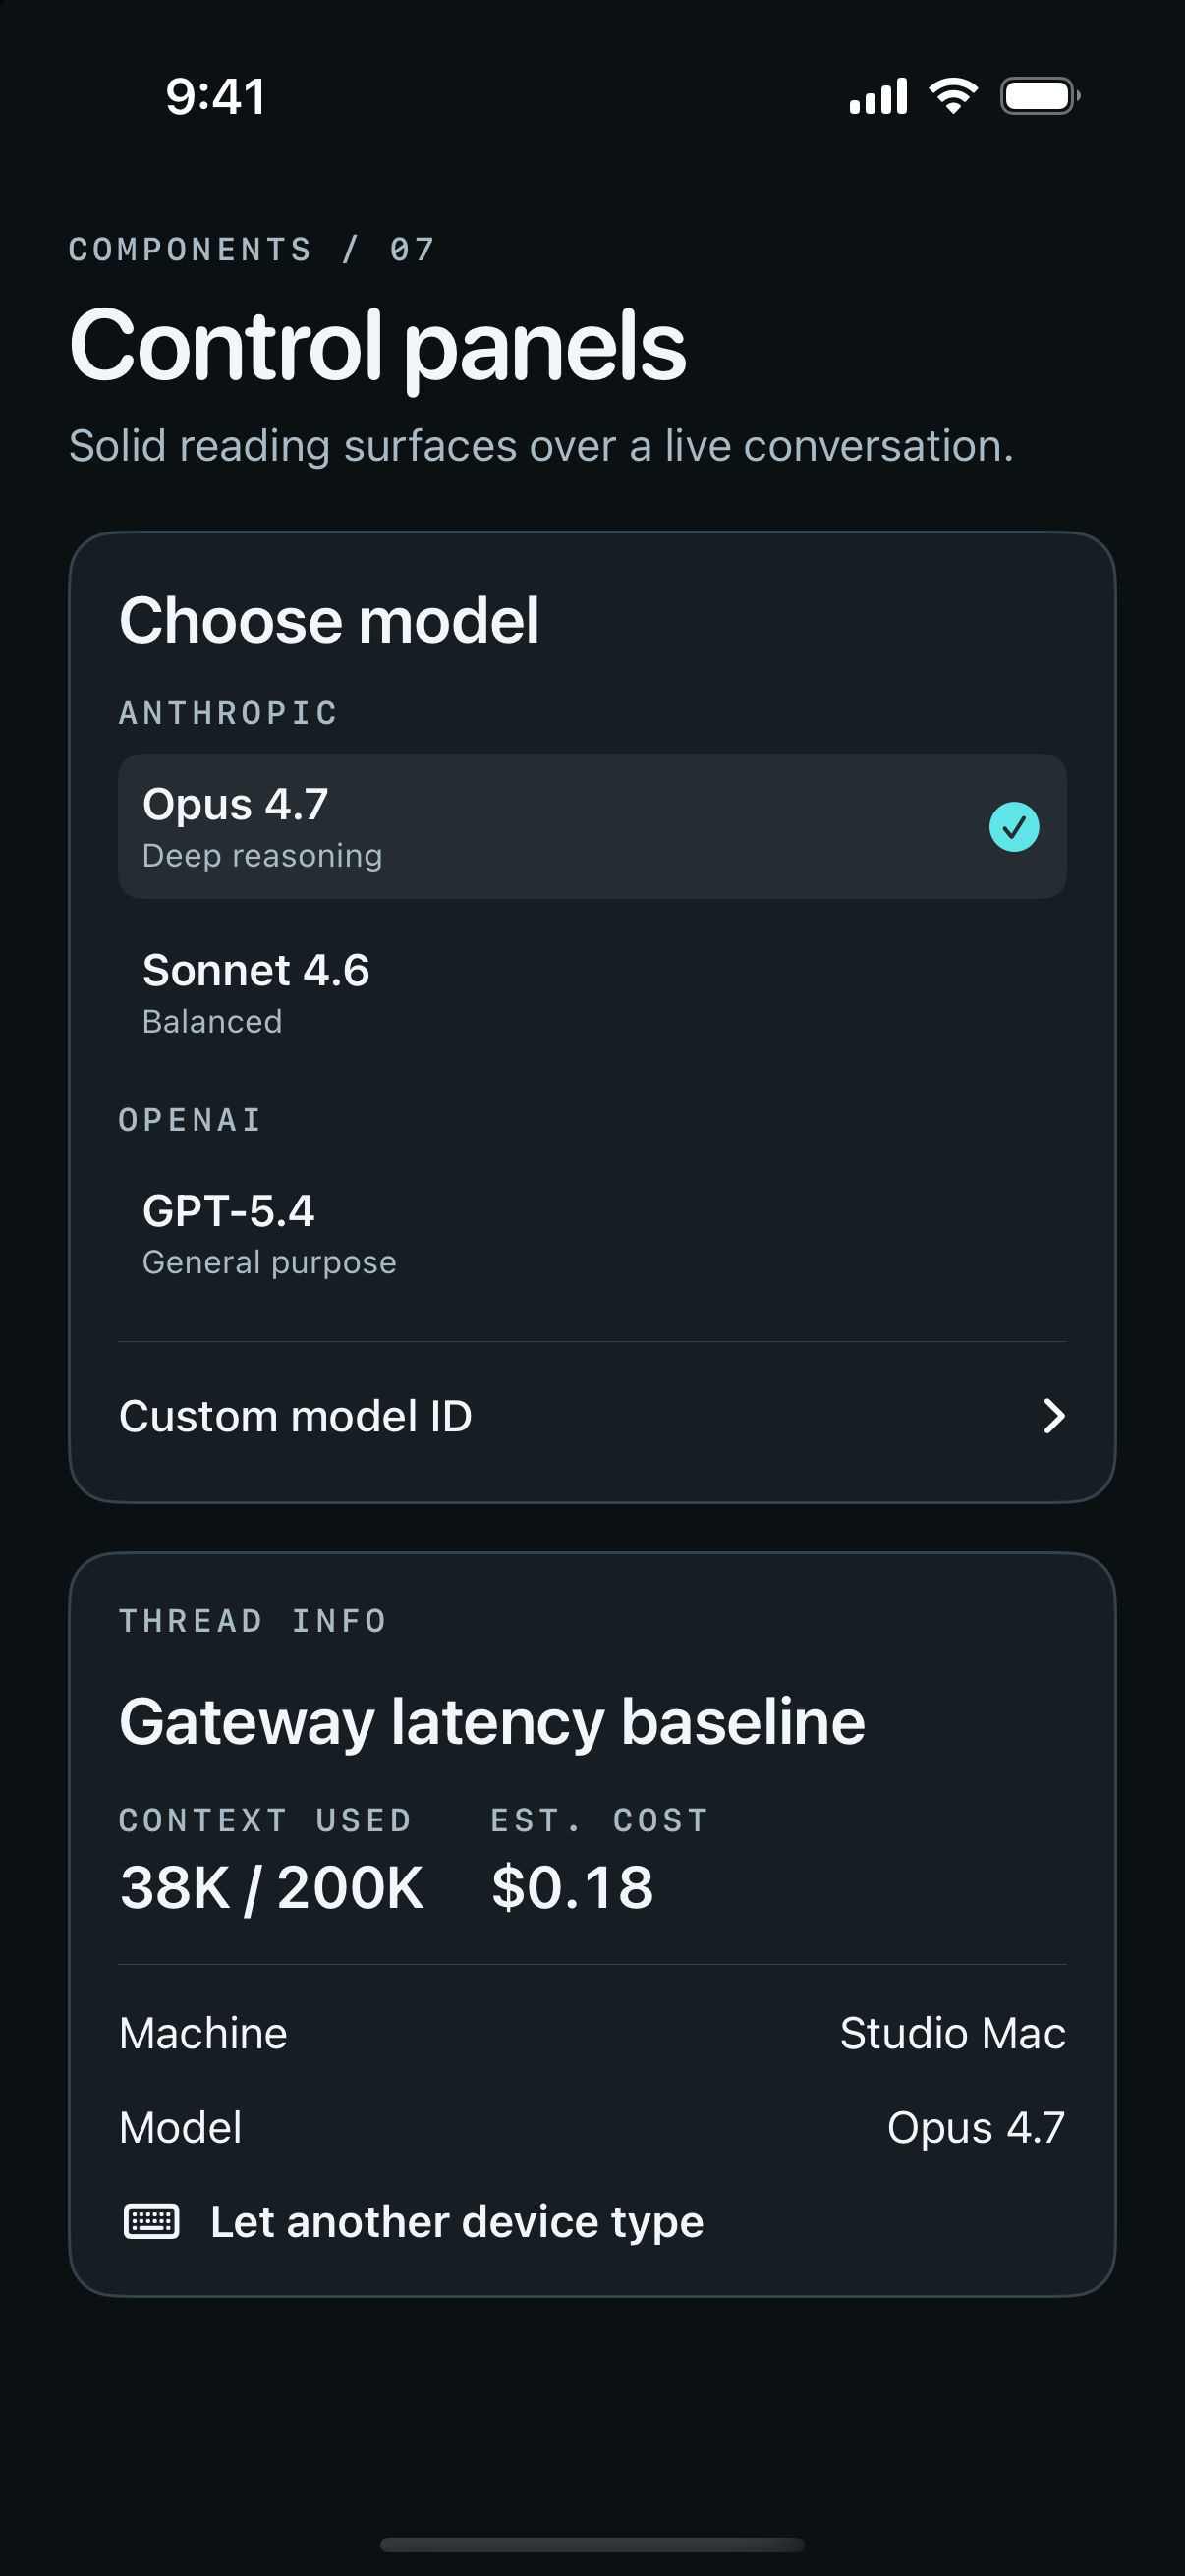 9:41
COMPONENTS / 07
Control panels
Solid reading surfaces over a live conversation.
Choose model
ANTHROPIC
Opus 4.7
Deep reasoning
Sonnet 4.6
Balanced
OPENAI
GPT-5.4
General purpose
Custom model ID
THREAD INFO
Gateway latency baseline
CONTEXT USED EST. COST
38K / 200K $0.18
Machine Studio Mac
Model Opus 4.7
Let another device type